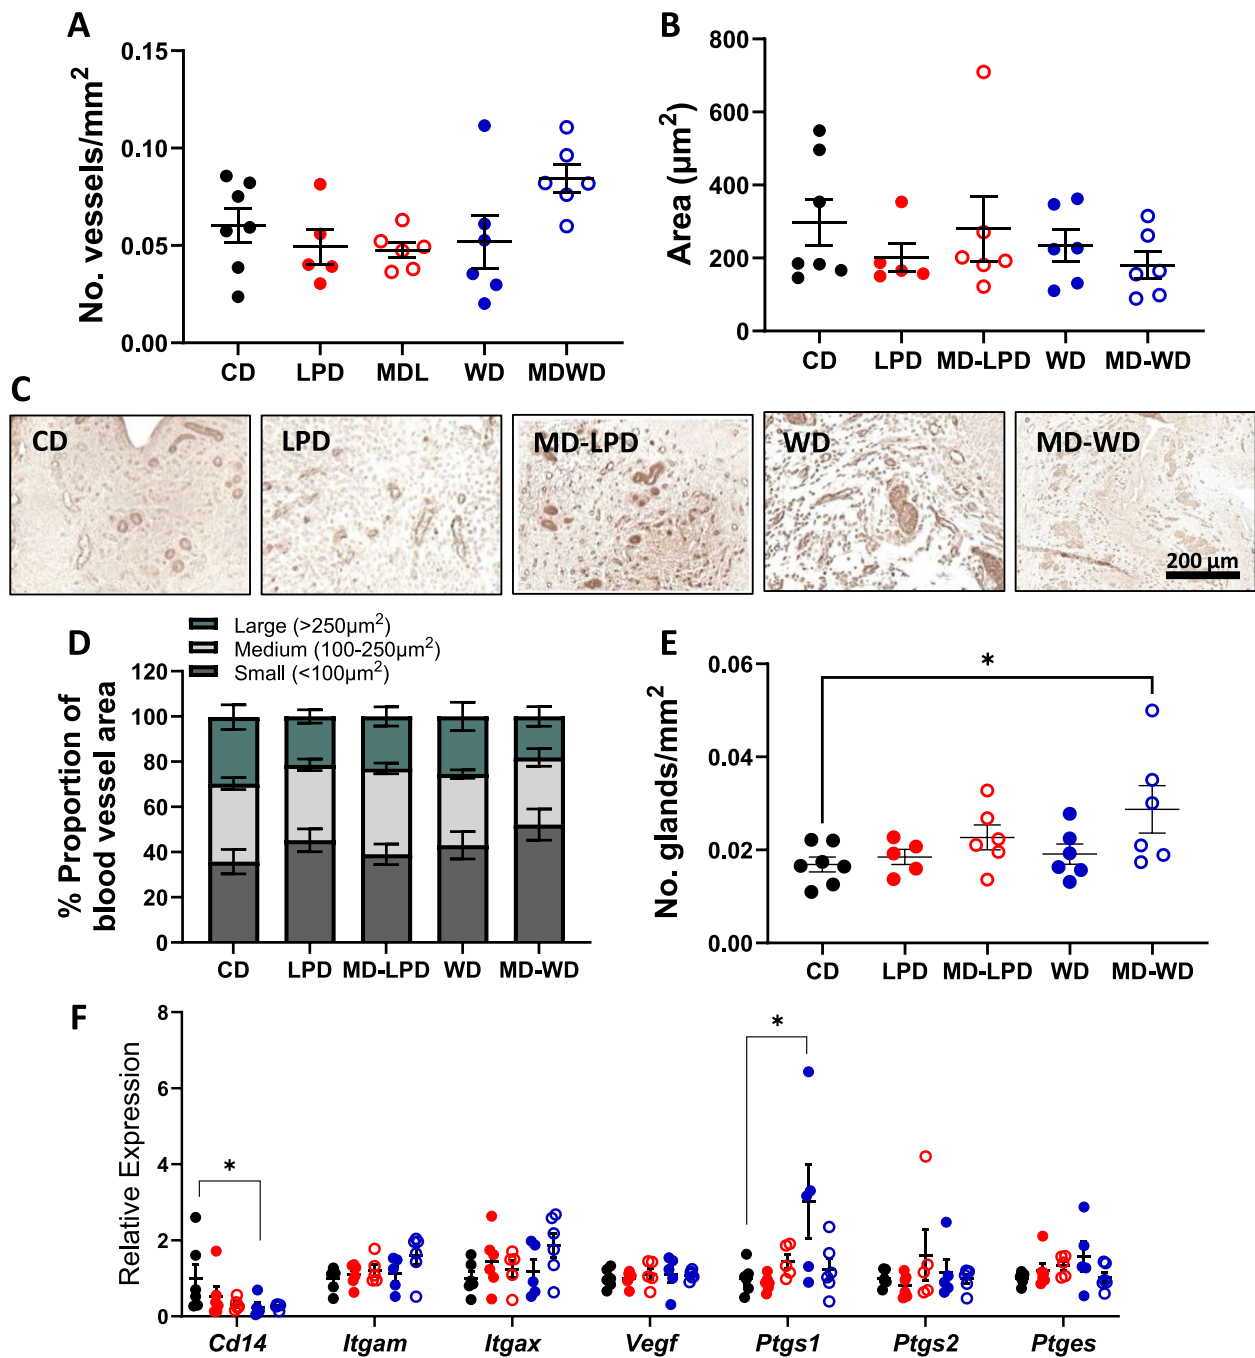 A
No. vessels/mm²
0.15
0.10
0.05
0.00
CD LPD MDL WD MDWD
B
Area (µm²)
800
600
400
200
0
CD LPD MD-LPD WD MD-WD
C
CD
LPD
MD-LPD
WD
MD-WD
200 µm
D
Large (>250µm²)
Medium (100-250µm²)
Small (<100µm²)
% Proportion of
blood vessel area
120
100
80
60
40
20
0
CD LPD MD-LPD WD MD-WD
E
No. glands/mm²
0.06
0.04
0.02
0.00
*
CD LPD MD-LPD WD MD-WD
F
Relative Expression
8
6
4
2
0
*
*
Cd14 Itgam Itgax Vegf Ptgs1 Ptgs2 Ptges